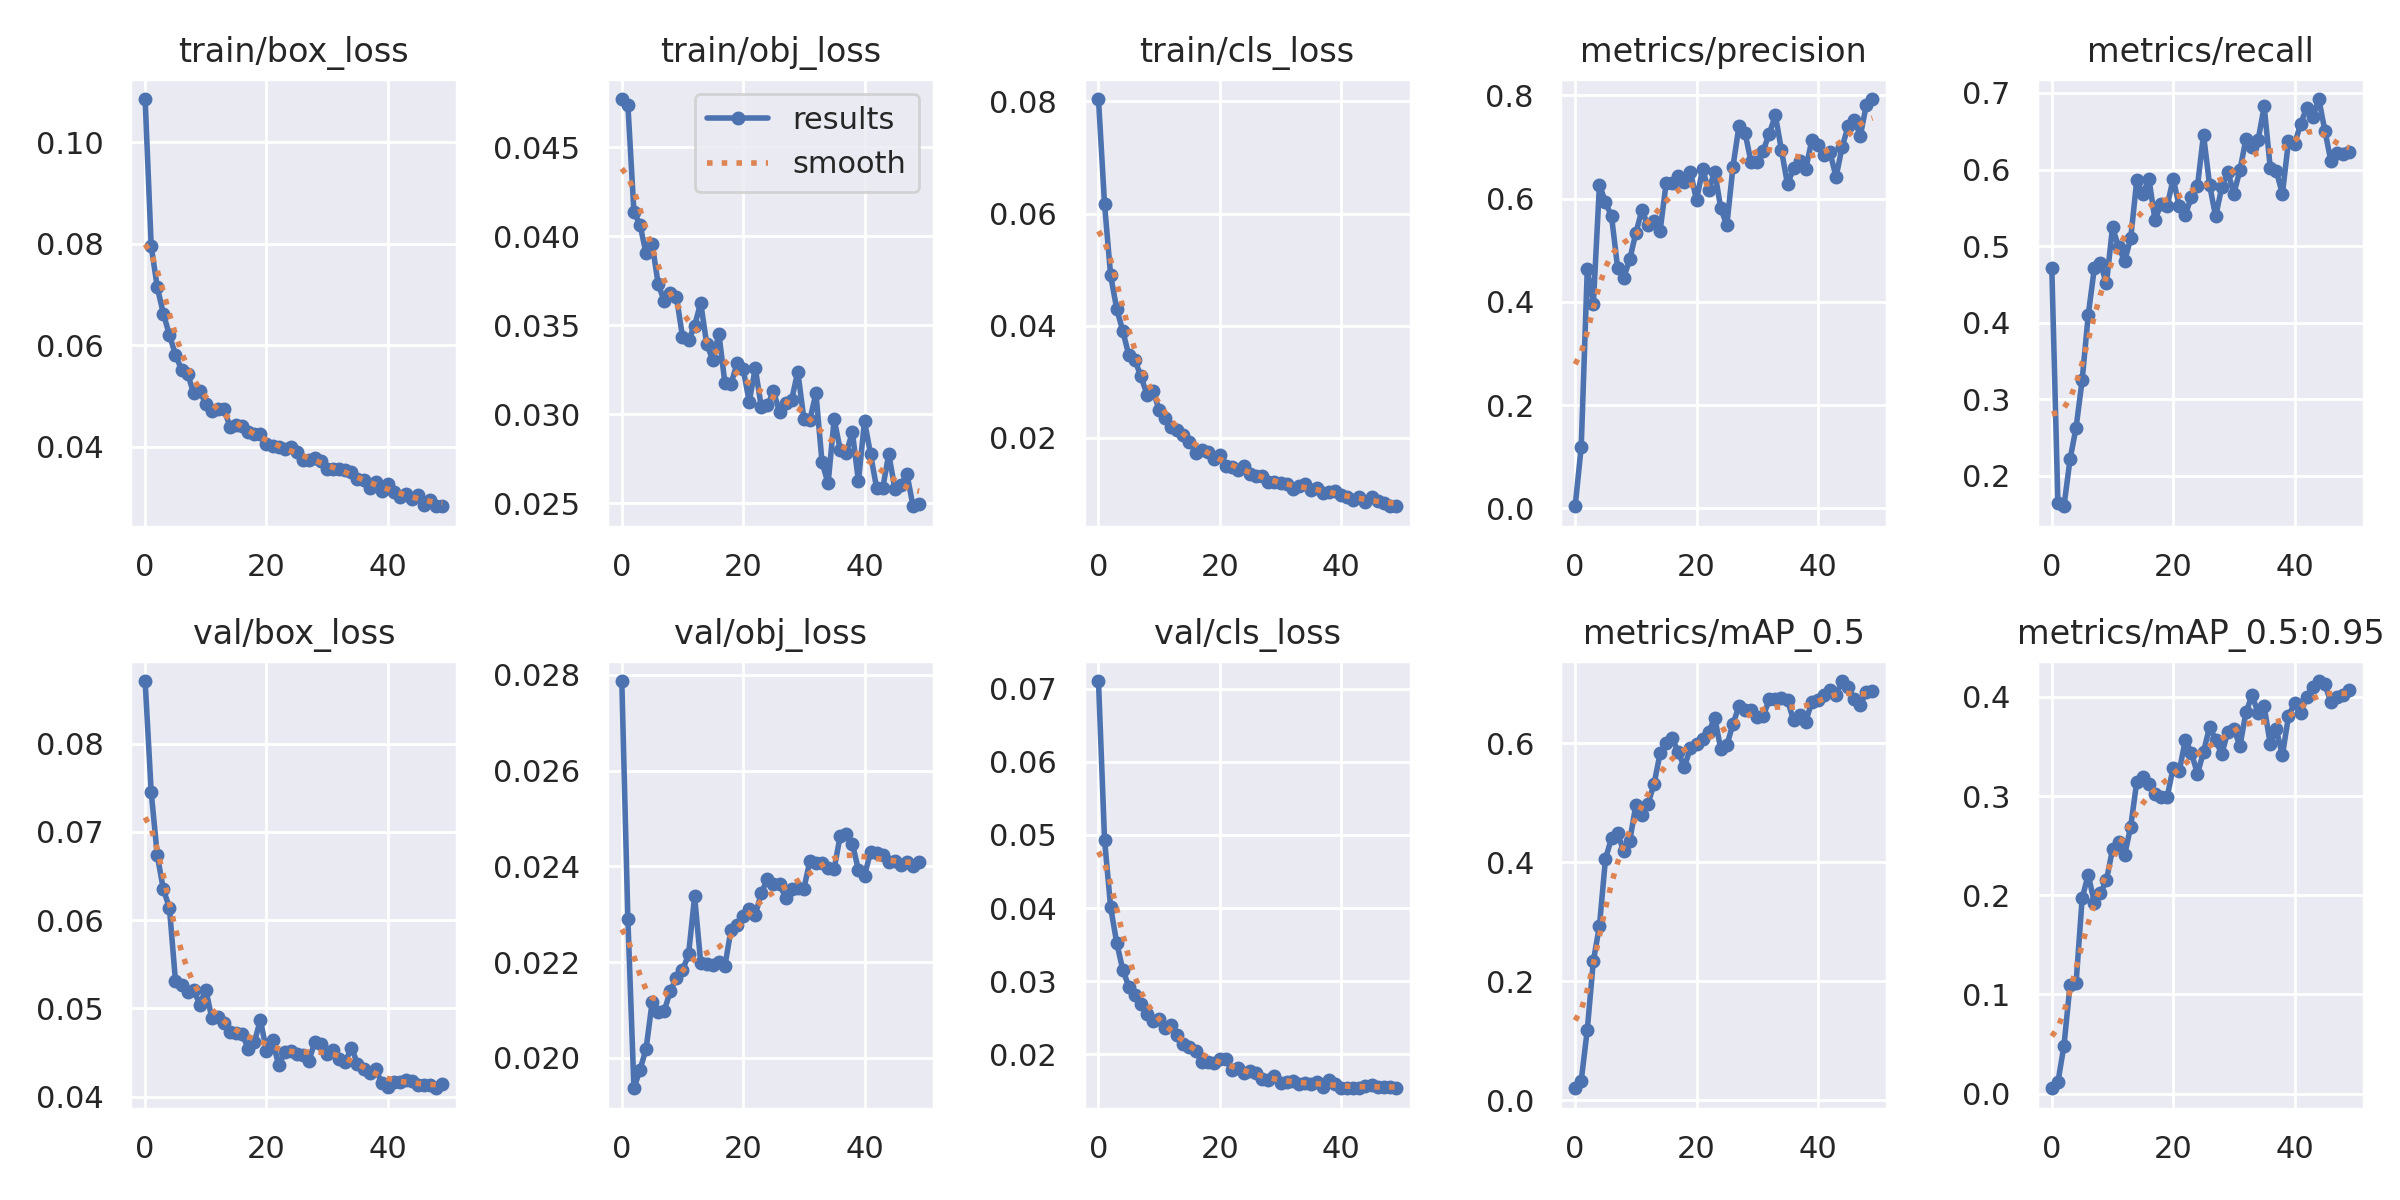 train/box_loss
0.10
0.08
0.06
0.04
0 20 40
train/obj_loss
results
smooth
0.045
0.040
0.035
0.030
0.025
0 20 40
train/cls_loss
0.08
0.06
0.04
0.02
0 20 40
metrics/precision
0.8
0.6
0.4
0.2
0.0
0 20 40
metrics/recall
0.7
0.6
0.5
0.4
0.3
0.2
0 20 40
val/box_loss
0.08
0.07
0.06
0.05
0.04
0 20 40
val/obj_loss
0.028
0.026
0.024
0.022
0.020
0 20 40
val/cls_loss
0.07
0.06
0.05
0.04
0.03
0.02
0 20 40
metrics/mAP_0.5
0.6
0.4
0.2
0.0
0 20 40
metrics/mAP_0.5:0.95
0.4
0.3
0.2
0.1
0.0
0 20 40